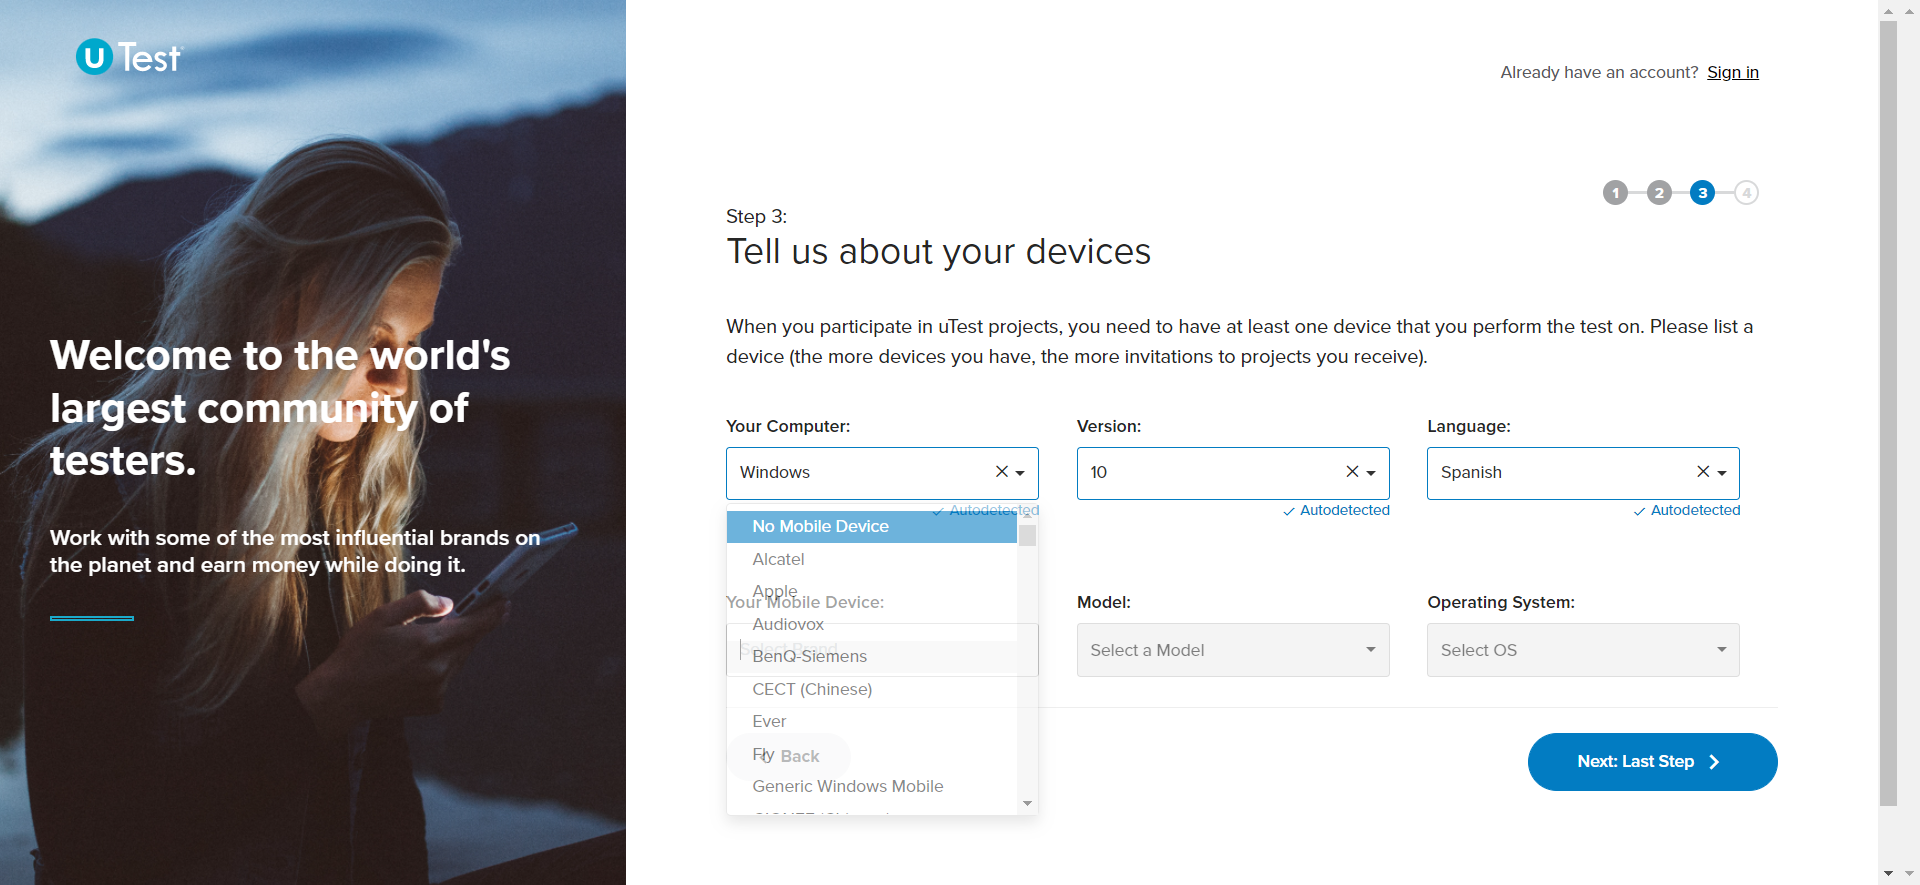 U Test
Welcome to the world's
largest community of
testers.
Work with some of the most influential brands on
the planet and earn money while doing it.
Already have an account? Sign in
1 2 3 4
Step 3:
Tell us about your devices
When you participate in uTest projects, you need to have at least one device that you perform the test on. Please list a
device (the more devices you have, the more invitations to projects you receive).
Your Computer: Version: Language:
Windows 10 Spanish
Autodetected Autodetected Autodetected
No Mobile Device
Alcatel
Apple
Your Mobile Device: Model: Operating System:
Audiovox
Select Brand Select a Model Select OS
BenQ-Siemens
CECT (Chinese)
Ever
Fly
Back Next: Last Step
Generic Windows Mobile